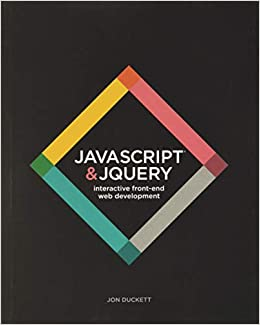 JAVASCRIPT
& JQUERY
interactive front-end
web development
JON DUCKETT